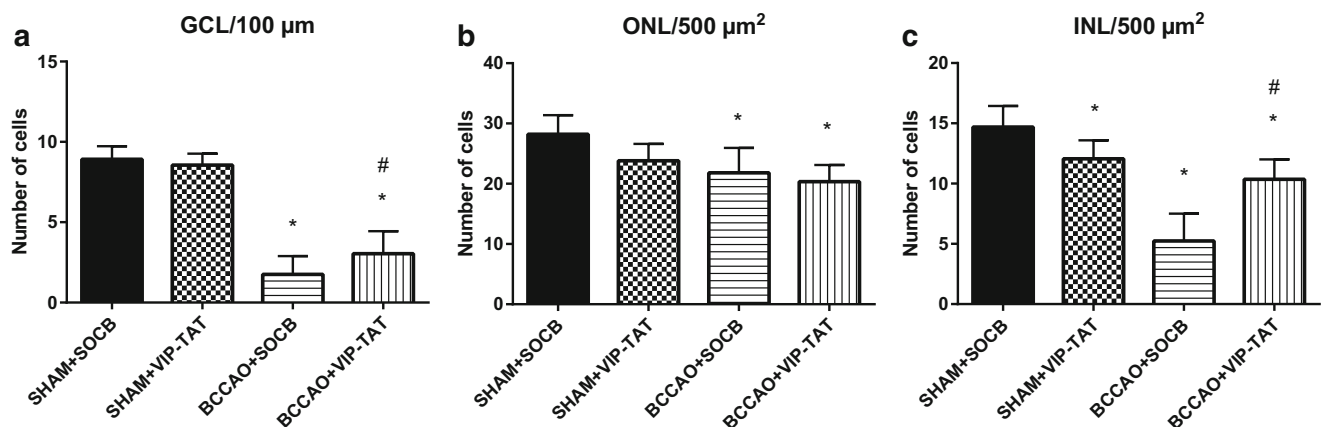 a
GCL/100 µm
Number of cells
15
10
5
0
#
*
*
SHAM+SOCB
SHAM+VIP-TAT
BCCAO+SOCB
BCCAO+VIP-TAT
b
ONL/500 µm²
Number of cells
40
30
20
10
0
*
*
SHAM+SOCB
SHAM+VIP-TAT
BCCAO+SOCB
BCCAO+VIP-TAT
c
INL/500 µm²
Number of cells
20
15
10
5
0
*
*
#
*
SHAM+SOCB
SHAM+VIP-TAT
BCCAO+SOCB
BCCAO+VIP-TAT